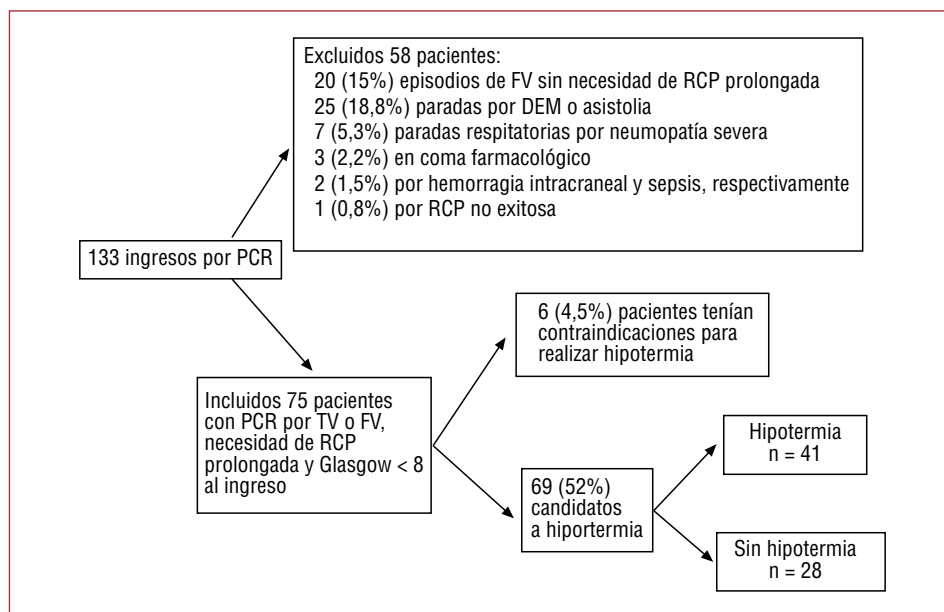 Excluidos 58 pacientes:
20 (15%) episodios de FV sin necesidad de RCP prolongada
25 (18,8%) paradas por DEM o asistolia
7 (5,3%) paradas respitatorias por neumopatía severa
3 (2,2%) en coma farmacológico
2 (1,5%) por hemorragia intracraneal y sepsis, respectivamente
1 (0,8%) por RCP no exitosa
133 ingresos por PCR
6 (4,5%) pacientes tenían
contraindicaciones para
realizar hipotermia
Incluidos 75 pacientes
con PCR por TV o FV,
necesidad de RCP
prolongada y Glasgow < 8
al ingreso
69 (52%)
candidatos
a hiportermia
Hipotermia
n = 41
Sin hipotermia
n = 28